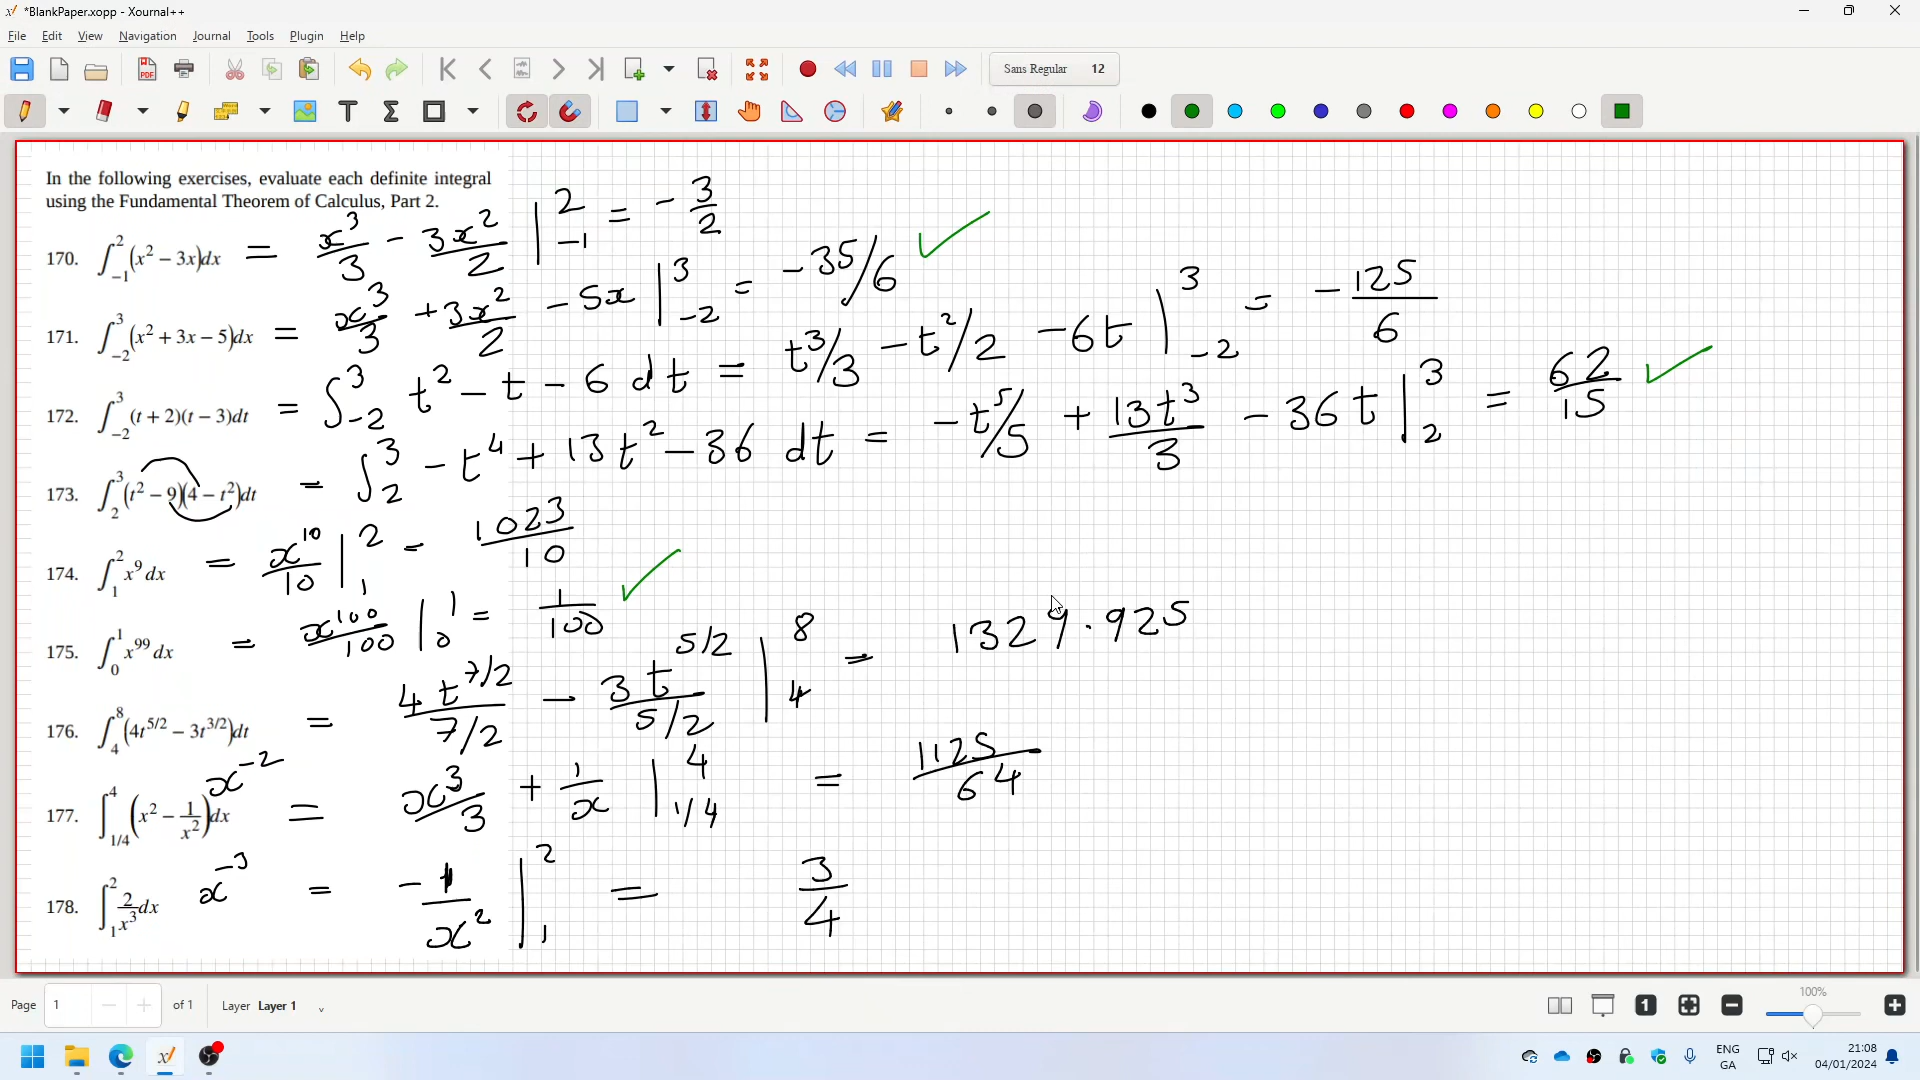 *BlankPaper.xopp - Xournal++
File Edit View Navigation Journal Tools Plugin Help
Sans Regular 12
In the following exercises, evaluate each definite integral
using the Fundamental Theorem of Calculus, Part 2.
170. ∫_{-1}^{2} (x² − 3x)dx = x³/3 − 3x²/2 |_{-1}^{2} = −3/2
171. ∫_{-2}^{3} (x² + 3x − 5)dx = x³/3 + 3x²/2 − 5x |_{-2}^{3} = −35/6 ✓
172. ∫_{-2}^{3} (t + 2)(t − 3)dt = ∫_{-2}^{3} t² − t − 6 dt = t³/3 − t²/2 − 6t |_{-2}^{3} = −125/6
173. ∫_{2}^{3} (t² − 9)(4 − t²)dt = ∫_{2}^{3} −t⁴ + 13t² − 36 dt = −t⁵/5 + 13t³/3 − 36t |_{2}^{3} = 62/15 ✓
174. ∫_{1}^{2} x⁹ dx = x¹⁰/10 |_{1}^{2} = 1023/10
175. ∫_{0}^{1} x⁹⁹ dx = x¹⁰⁰/100 |_{0}^{1} = 1/100 ✓
176. ∫_{4}^{8} (4t^{5/2} − 3t^{3/2})dt = 4t^{7/2}/(7/2) − 3t^{5/2}/(5/2) |_{4}^{8} = 1329.925
x⁻²
177. ∫_{1/4}^{4} (x² − 1/x²)dx = x³/3 + 1/x |_{1/4}^{4} = 1125/64
178. ∫_{1}^{2} 2/x³ dx x⁻³ = −1/x² |_{1}^{2} = 3/4
Page 1 of 1 Layer Layer 1 100%
ENG
GA
21:08
04/01/2024